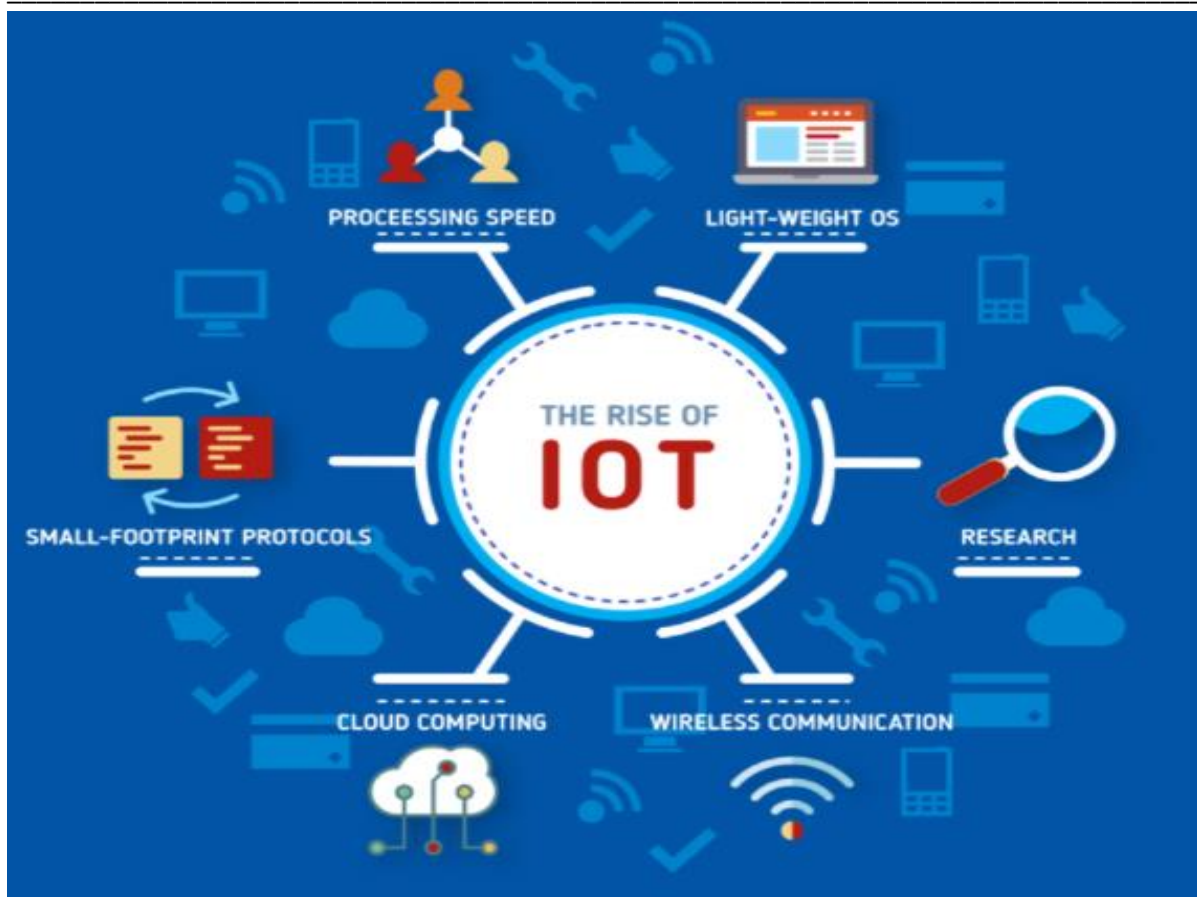 PROCEESSING SPEED
LIGHT-WEIGHT OS
THE RISE OF
IOT
SMALL-FOOTPRINT PROTOCOLS
RESEARCH
CLOUD COMPUTING
WIRELESS COMMUNICATION